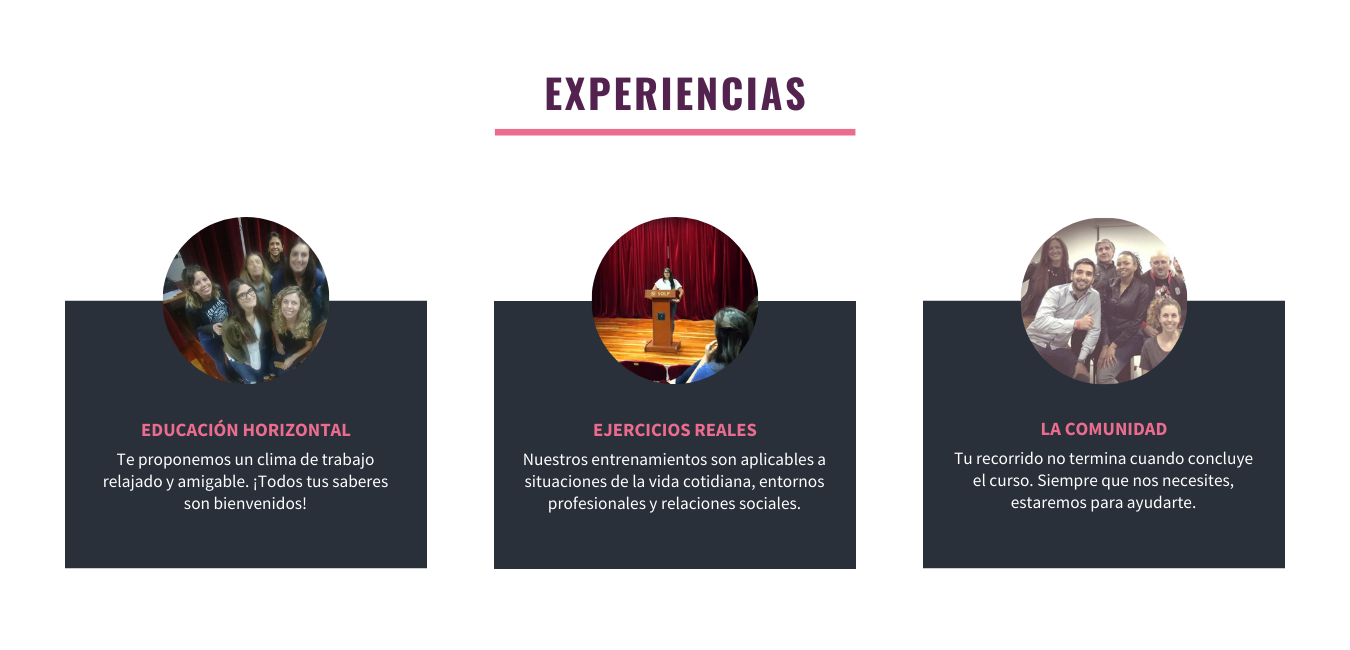 EXPERIENCIAS
EDUCACIÓN HORIZONTAL
Te proponemos un clima de trabajo
relajado y amigable. ¡Todos tus saberes
son bienvenidos!
EJERCICIOS REALES
Nuestros entrenamientos son aplicables a
situaciones de la vida cotidiana, entornos
profesionales y relaciones sociales.
LA COMUNIDAD
Tu recorrido no termina cuando concluye
el curso. Siempre que nos necesites,
estaremos para ayudarte.